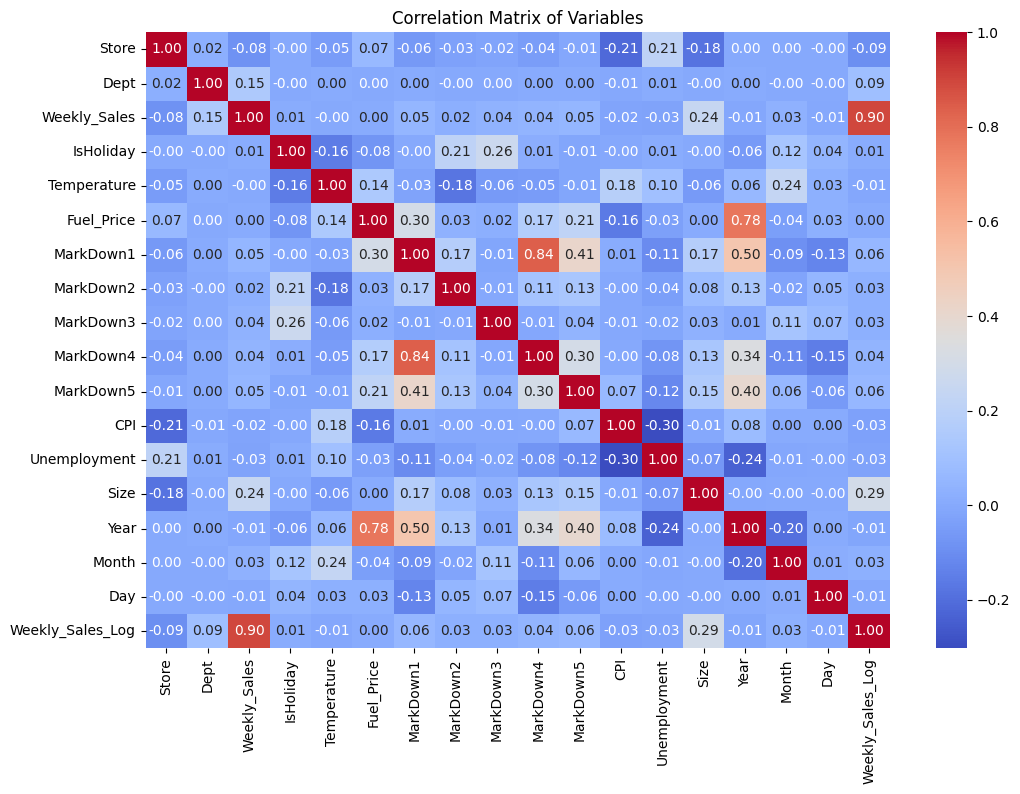 Correlation Matrix of Variables
Store 1.00 0.02 -0.08 -0.00 -0.05 0.07 -0.06 -0.03 -0.02 -0.04 -0.01 -0.21 0.21 -0.18 0.00 0.00 -0.00 -0.09
Dept 0.02 1.00 0.15 -0.00 0.00 0.00 0.00 -0.00 0.00 0.00 0.00 -0.01 0.01 -0.00 0.00 -0.00 -0.00 0.09
Weekly_Sales -0.08 0.15 1.00 0.01 -0.00 0.00 0.05 0.02 0.04 0.04 0.05 -0.02 -0.03 0.24 -0.01 0.03 -0.01 0.90
IsHoliday -0.00 -0.00 0.01 1.00 -0.16 -0.08 -0.00 0.21 0.26 0.01 -0.01 -0.00 0.01 -0.00 -0.06 0.12 0.04 0.01
Temperature -0.05 0.00 -0.00 -0.16 1.00 0.14 -0.03 -0.18 -0.06 -0.05 -0.01 0.18 0.10 -0.06 0.06 0.24 0.03 -0.01
Fuel_Price 0.07 0.00 0.00 -0.08 0.14 1.00 0.30 0.03 0.02 0.17 0.21 -0.16 -0.03 0.00 0.78 -0.04 0.03 0.00
MarkDown1 -0.06 0.00 0.05 -0.00 -0.03 0.30 1.00 0.17 -0.01 0.84 0.41 0.01 -0.11 0.17 0.50 -0.09 -0.13 0.06
MarkDown2 -0.03 -0.00 0.02 0.21 -0.18 0.03 0.17 1.00 -0.01 0.11 0.13 -0.00 -0.04 0.08 0.13 -0.02 0.05 0.03
MarkDown3 -0.02 0.00 0.04 0.26 -0.06 0.02 -0.01 -0.01 1.00 -0.01 0.04 -0.01 -0.02 0.03 0.01 0.11 0.07 0.03
MarkDown4 -0.04 0.00 0.04 0.01 -0.05 0.17 0.84 0.11 -0.01 1.00 0.30 -0.00 -0.08 0.13 0.34 -0.11 -0.15 0.04
MarkDown5 -0.01 0.00 0.05 -0.01 -0.01 0.21 0.41 0.13 0.04 0.30 1.00 0.07 -0.12 0.15 0.40 0.06 -0.06 0.06
CPI -0.21 -0.01 -0.02 -0.00 0.18 -0.16 0.01 -0.00 -0.01 -0.00 0.07 1.00 -0.30 -0.01 0.08 0.00 0.00 -0.03
Unemployment 0.21 0.01 -0.03 0.01 0.10 -0.03 -0.11 -0.04 -0.02 -0.08 -0.12 -0.30 1.00 -0.07 -0.24 -0.01 -0.00 -0.03
Size -0.18 -0.00 0.24 -0.00 -0.06 0.00 0.17 0.08 0.03 0.13 0.15 -0.01 -0.07 1.00 -0.00 -0.00 -0.00 0.29
Year 0.00 0.00 -0.01 -0.06 0.06 0.78 0.50 0.13 0.01 0.34 0.40 0.08 -0.24 -0.00 1.00 -0.20 0.00 -0.01
Month 0.00 -0.00 0.03 0.12 0.24 -0.04 -0.09 -0.02 0.11 -0.11 0.06 0.00 -0.01 -0.00 -0.20 1.00 0.01 0.03
Day -0.00 -0.00 -0.01 0.04 0.03 0.03 -0.13 0.05 0.07 -0.15 -0.06 0.00 -0.00 -0.00 0.00 0.01 1.00 -0.01
Weekly_Sales_Log -0.09 0.09 0.90 0.01 -0.01 0.00 0.06 0.03 0.03 0.04 0.06 -0.03 -0.03 0.29 -0.01 0.03 -0.01 1.00
Store Dept Weekly_Sales IsHoliday Temperature Fuel_Price MarkDown1 MarkDown2 MarkDown3 MarkDown4 MarkDown5 CPI Unemployment Size Year Month Day Weekly_Sales_Log
1.0
0.8
0.6
0.4
0.2
0.0
−0.2